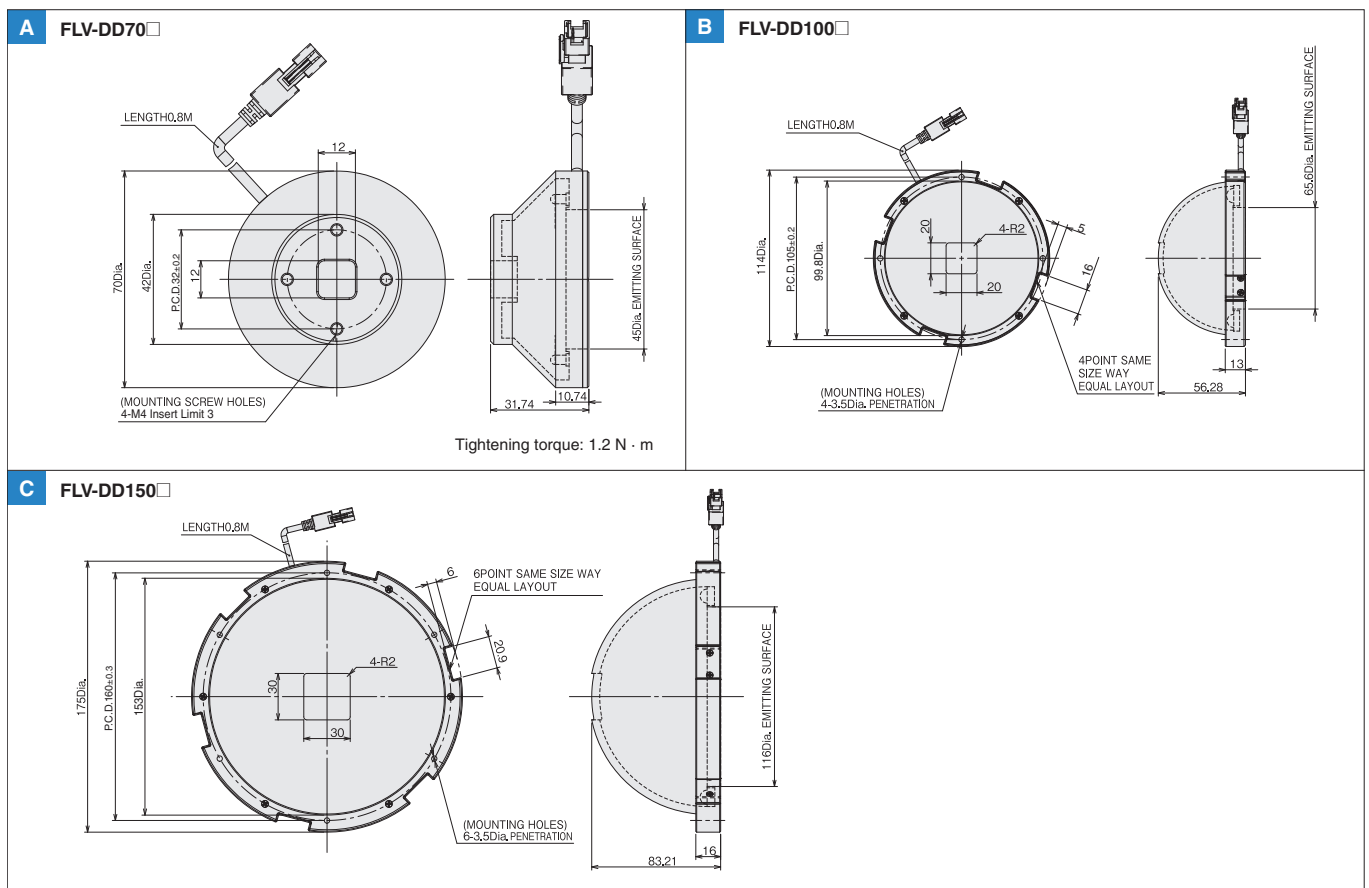 A FLV-DD70□
LENGTH0.8M
12
70Dia.
42Dia.
P.C.D.32±0.2
12
(MOUNTING SCREW HOLES)
4-M4 Insert Limit 3
45Dia. EMITTING SURFACE
10.74
31.74
Tightening torque: 1.2 N · m
B FLV-DD100□
LENGTH0.8M
114Dia.
P.C.D.105±0.2
99.8Dia.
20
4-R2
20
5
16
(MOUNTING HOLES)
4-3.5Dia. PENETRATION
4POINT SAME
SIZE WAY
EQUAL LAYOUT
65.6Dia. EMITTING SURFACE
13
56.28
C FLV-DD150□
LENGTH0.8M
175Dia.
P.C.D.160±0.3
153Dia.
30
4-R2
30
6
6POINT SAME SIZE WAY
EQUAL LAYOUT
20.9
(MOUNTING HOLES)
6-3.5Dia. PENETRATION
116Dia. EMITTING SURFACE
16
83.21